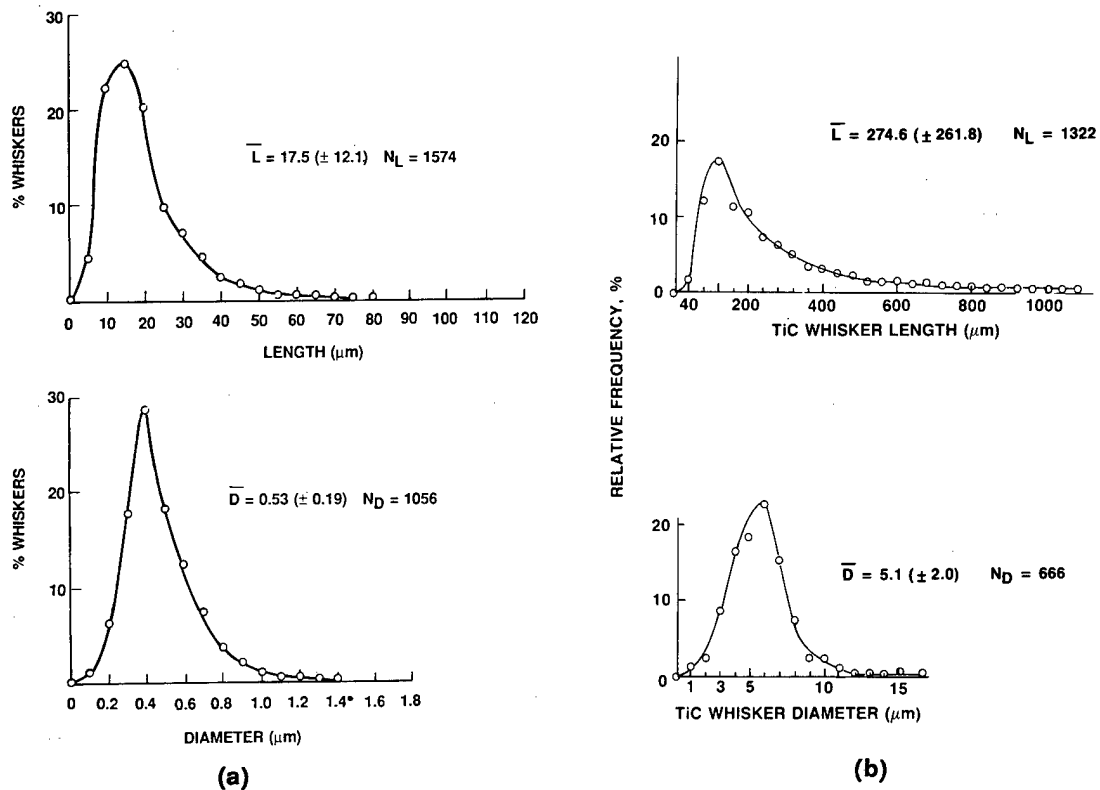 30
20
10
0
% WHISKERS
L = 17.5 (± 12.1) N_L = 1574
0 10 20 30 40 50 60 70 80 90 100 110 120
LENGTH (μm)
30
20
10
0
% WHISKERS
D = 0.53 (± 0.19) N_D = 1056
0 0.2 0.4 0.6 0.8 1.0 1.2 1.4 1.6 1.8
DIAMETER (μm)
(a)
RELATIVE FREQUENCY, %
20
10
0
L = 274.6 (± 261.8) N_L = 1322
40 200 400 600 800 1000
TiC WHISKER LENGTH (μm)
20
10
0
D = 5.1 (± 2.0) N_D = 666
1 3 5 10 15
TiC WHISKER DIAMETER (μm)
(b)